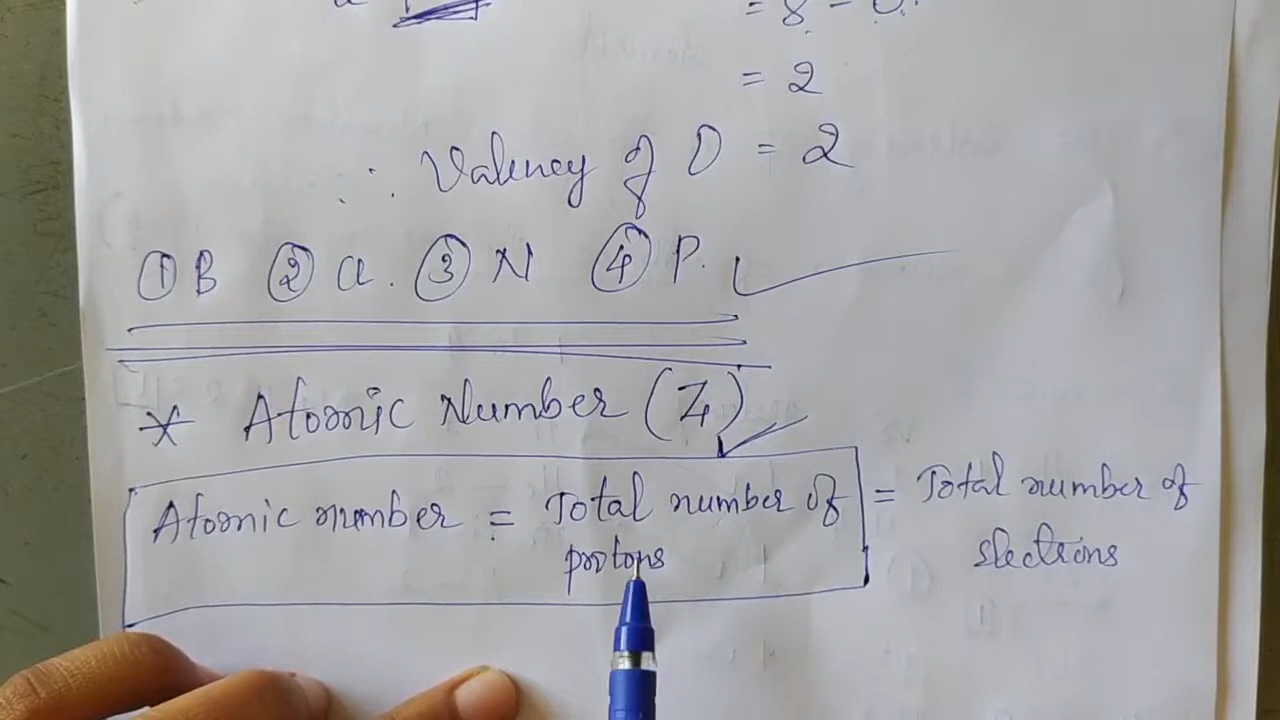 = 8 -
= 2
∴ Valency of O = 2
① B ② Cl. ③ N ④ P.
* Atomic Number (Z)
Atomic number = Total number of = Total number of
protons electrons